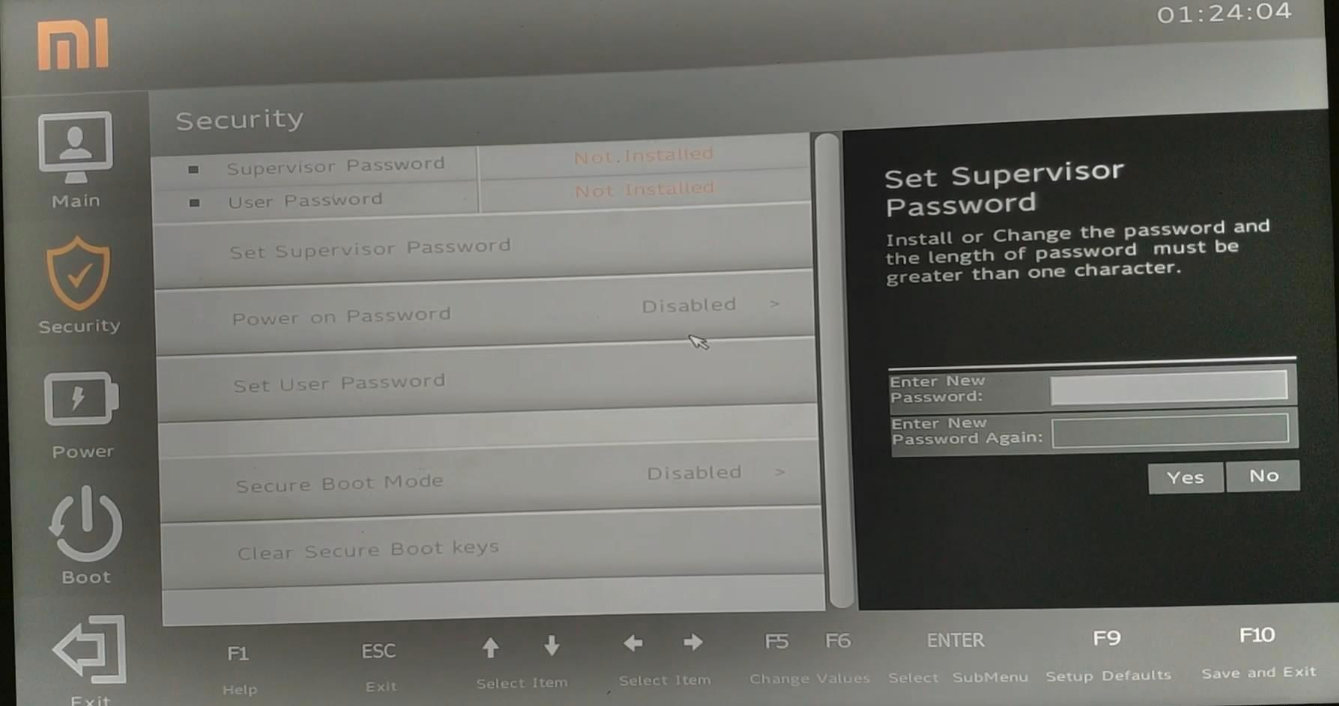 mi
01:24:04
Security
Main
Security
Power
Boot
Exit
Supervisor Password Not Installed
User Password Not Installed
Set Supervisor Password
Power on Password Disabled >
Set User Password
Secure Boot Mode Disabled >
Clear Secure Boot keys
Set Supervisor
Password
Install or Change the password and
the length of password must be
greater than one character.
Enter New
Password:
Enter New
Password Again:
Yes No
F1 ESC F5 F6 ENTER F9 F10
Help Exit Select Item Select Item Change Values Select SubMenu Setup Defaults Save and Exit